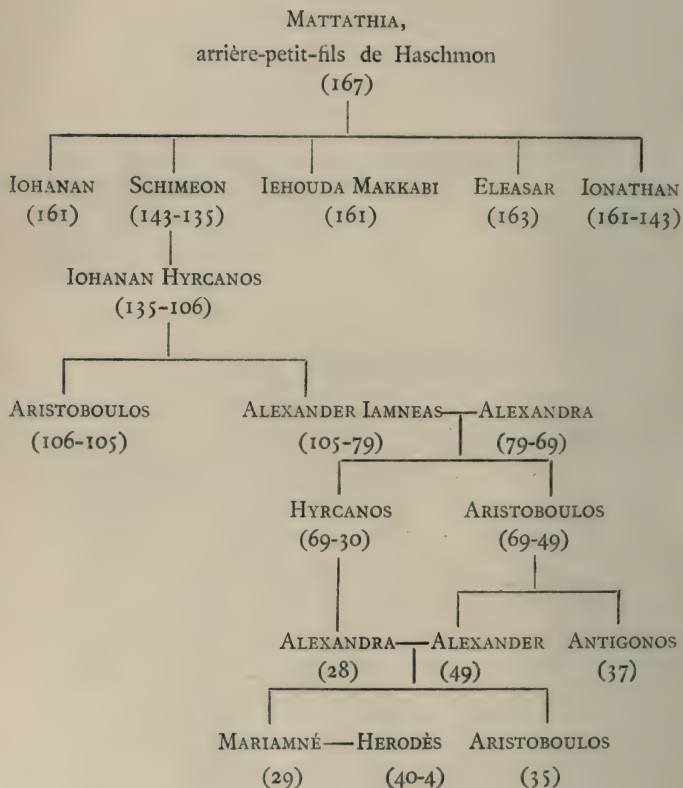 MATTATHIA,
arrière-petit-fils de Haschmon
(167)
IOHANAN SCHIMEON IEHOUDA MAKKABI ELEASAR IONATHAN
(161) (143-135) (161) (163) (161-143)
IOHANAN HYRCANOS
(135-106)
ARISTOBOULOS ALEXANDER IAMNEAS ALEXANDRA
(106-105) (105-79) (79-69)
HYRCANOS ARISTOBOULOS
(69-30) (69-49)
ALEXANDRA ALEXANDER ANTIGONOS
(28) (49) (37)
MARIAMNÉ HERODÈS ARISTOBOULOS
(29) (40-4) (35)